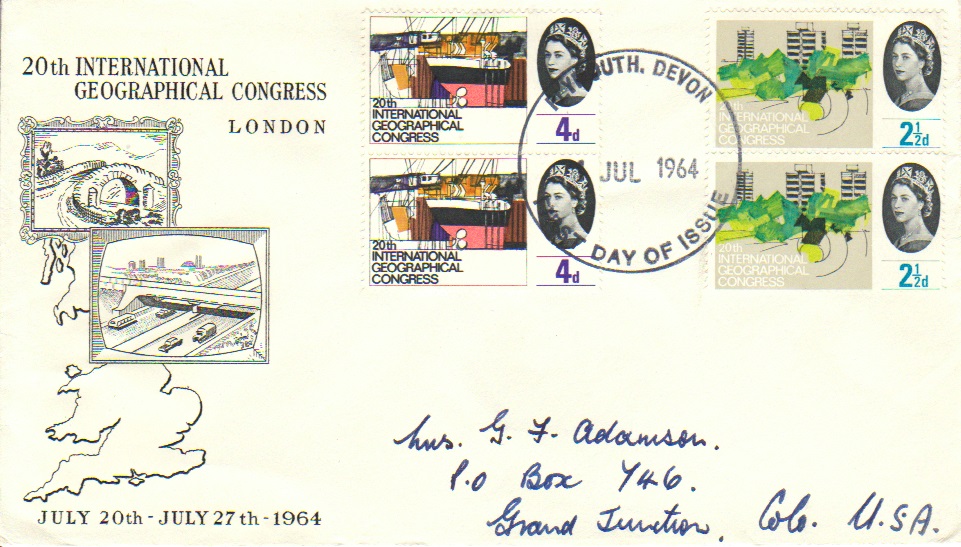 20th INTERNATIONAL
GEOGRAPHICAL CONGRESS
LONDON
20th
INTERNATIONAL
GEOGRAPHICAL
CONGRESS
4d
20th
INTERNATIONAL
GEOGRAPHICAL
CONGRESS
2½d
20th
INTERNATIONAL
GEOGRAPHICAL
CONGRESS
4d
20th
INTERNATIONAL
GEOGRAPHICAL
CONGRESS
2½d
DEVON
JUL 1964
DAY OF ISSUE
Mrs. G. F. Adamson.
P.O Box 746.
Grand Junction, Colo. U.S.A.
JULY 20th - JULY 27th - 1964